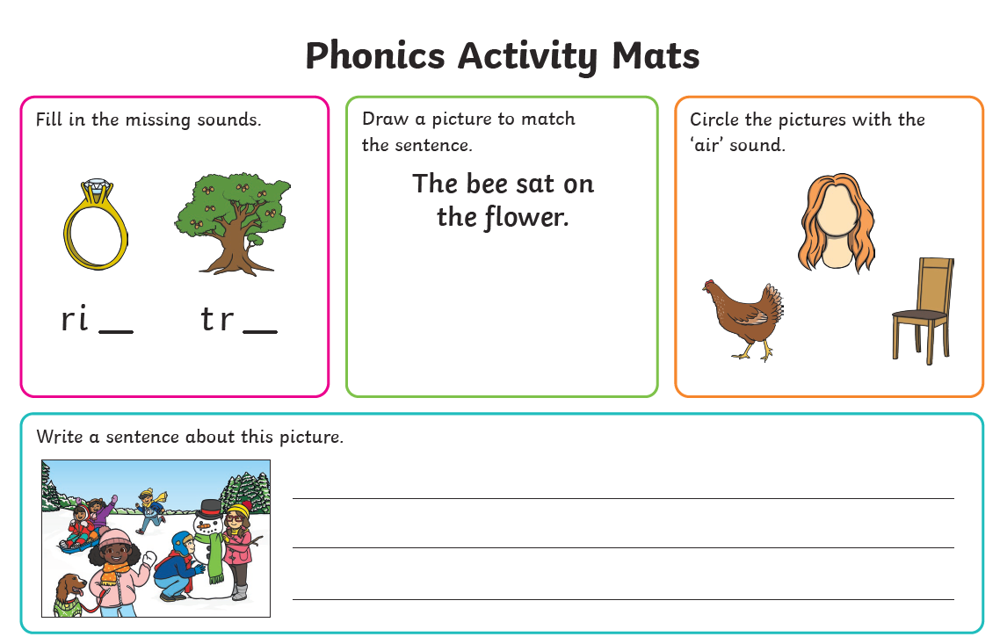 Phonics Activity Mats
Fill in the missing sounds.
ri __
tr __
Draw a picture to match
the sentence.
The bee sat on
the flower.
Circle the pictures with the
‘air’ sound.
Write a sentence about this picture.